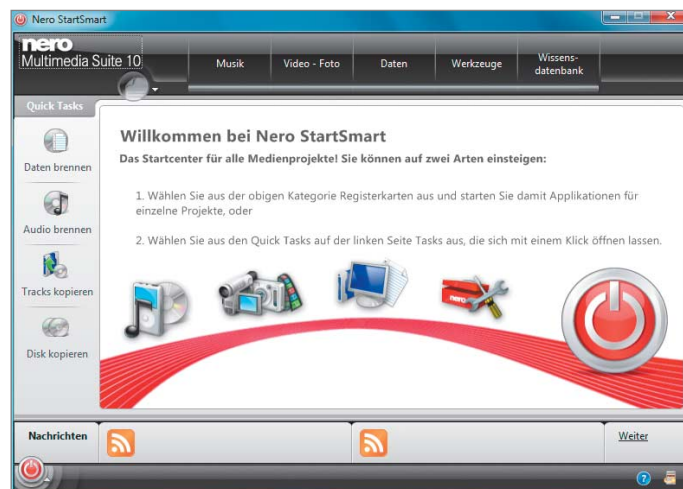 Nero StartSmart
nero
Multimedia Suite 10
Musik
Video - Foto
Daten
Werkzeuge
Wissens-
datenbank
Quick Tasks
Daten brennen
Audio brennen
Tracks kopieren
Disk kopieren
Willkommen bei Nero StartSmart
Das Startcenter für alle Medienprojekte! Sie können auf zwei Arten einsteigen:
1. Wählen Sie aus der obigen Kategorie Registerkarten aus und starten Sie damit Applikationen für
einzelne Projekte, oder
2. Wählen Sie aus den Quick Tasks auf der linken Seite Tasks aus, die sich mit einem Klick öffnen lassen.
nero
Nachrichten
Weiter
?